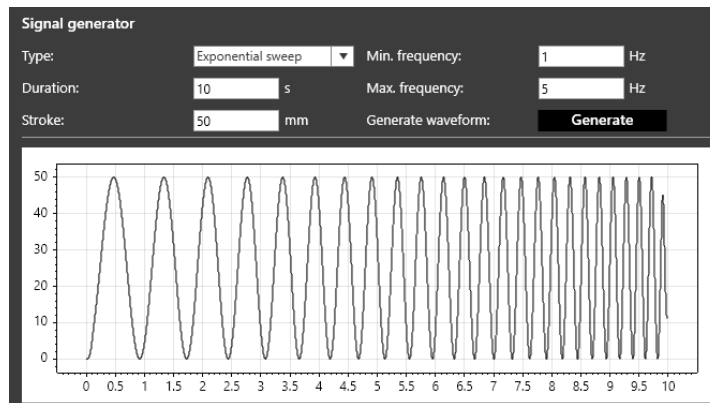 Signal generator
Type: Exponential sweep Min. frequency: 1 Hz
Duration: 10 s Max. frequency: 5 Hz
Stroke: 50 mm Generate waveform: Generate
50
40
30
20
10
0
0 0.5 1 1.5 2 2.5 3 3.5 4 4.5 5 5.5 6 6.5 7 7.5 8 8.5 9 9.5 10